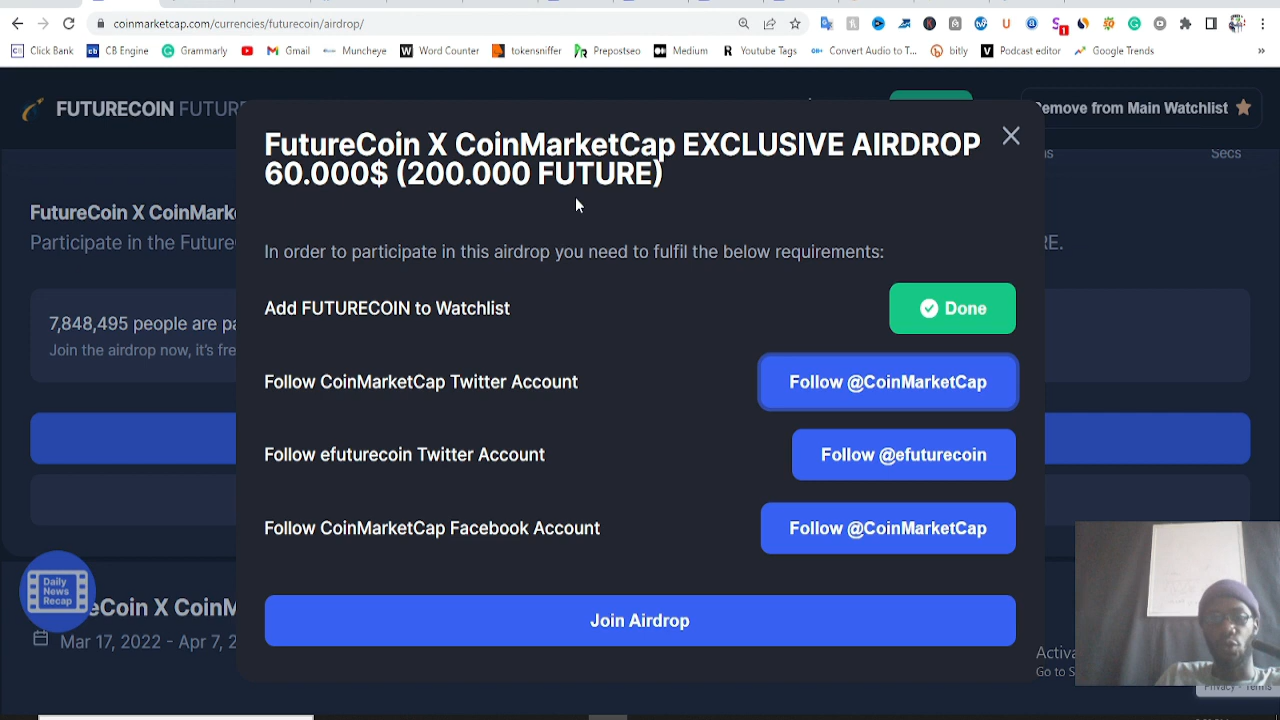 coinmarketcap.com/currencies/futurecoin/airdrop/
Click Bank
CB Engine
Grammarly
Gmail
Muncheye
Word Counter
tokensniffer
Prepostseo
Medium
Youtube Tags
Convert Audio to T...
bitly
Podcast editor
Google Trends
»
FUTURECOIN FUTURE
Remove from Main Watchlist
Secs
FutureCoin X CoinMarketCap EXCLUSIVE AIRDROP
60.000$ (200.000 FUTURE)
FutureCoin X CoinMark
Participate in the Future
RE.
In order to participate in this airdrop you need to fulfil the below requirements:
7,848,495 people are pa
Join the airdrop now, it's fre
Add FUTURECOIN to Watchlist
Done
Follow CoinMarketCap Twitter Account
Follow @CoinMarketCap
Follow efuturecoin Twitter Account
Follow @efuturecoin
Follow CoinMarketCap Facebook Account
Follow @CoinMarketCap
Daily
News
Recap
eCoin X CoinM
Mar 17, 2022 - Apr 7, 2
Join Airdrop
Activa
Go to S
Privacy - Terms